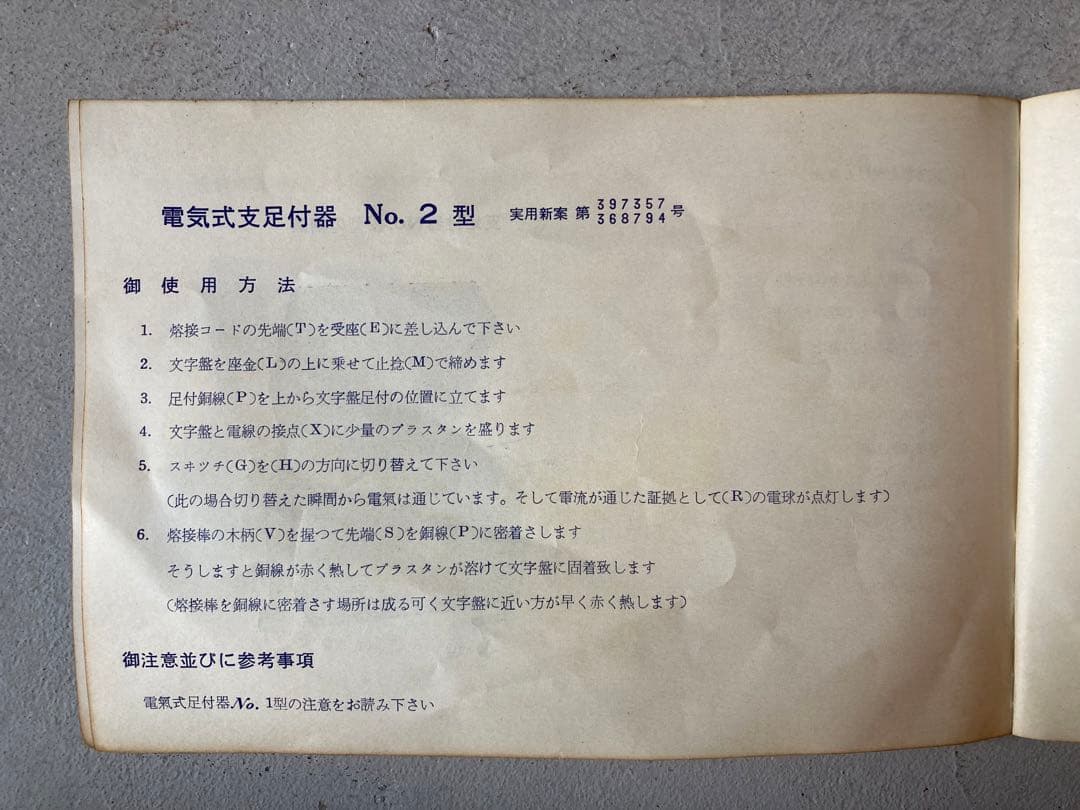 電気式支足付器 No. 2 型 実用新案 第 397357 368794 号
御使用方法
1. 熔接コードの先端(T)を受座(E)に差し込んで下さい
2. 文字盤を座金(L)の上に乗せて止捻(M)で締めます
3. 足付銅線(P)を上から文字盤足付の位置に立てます
4. 文字盤と電線の接点(X)に少量のプラスタンを盛ります
5. スヰツチ(G)を(H)の方向に切り替えて下さい
(此の場合切り替えた瞬間から電氣は通じています。そして電流が通じた証拠として(R)の電球が点灯します)
6. 熔接棒の木柄(V)を握つて先端(S)を銅線(P)に密着さします
そうしますと銅線が赤く熱してプラスタンが溶けて文字盤に固着致します
(熔接棒を銅線に密着さす場所は成る可く文字盤に近い方が早く赤く熱します)
御注意並びに参考事項
電氣式足付器No. 1型の注意をお読み下さい